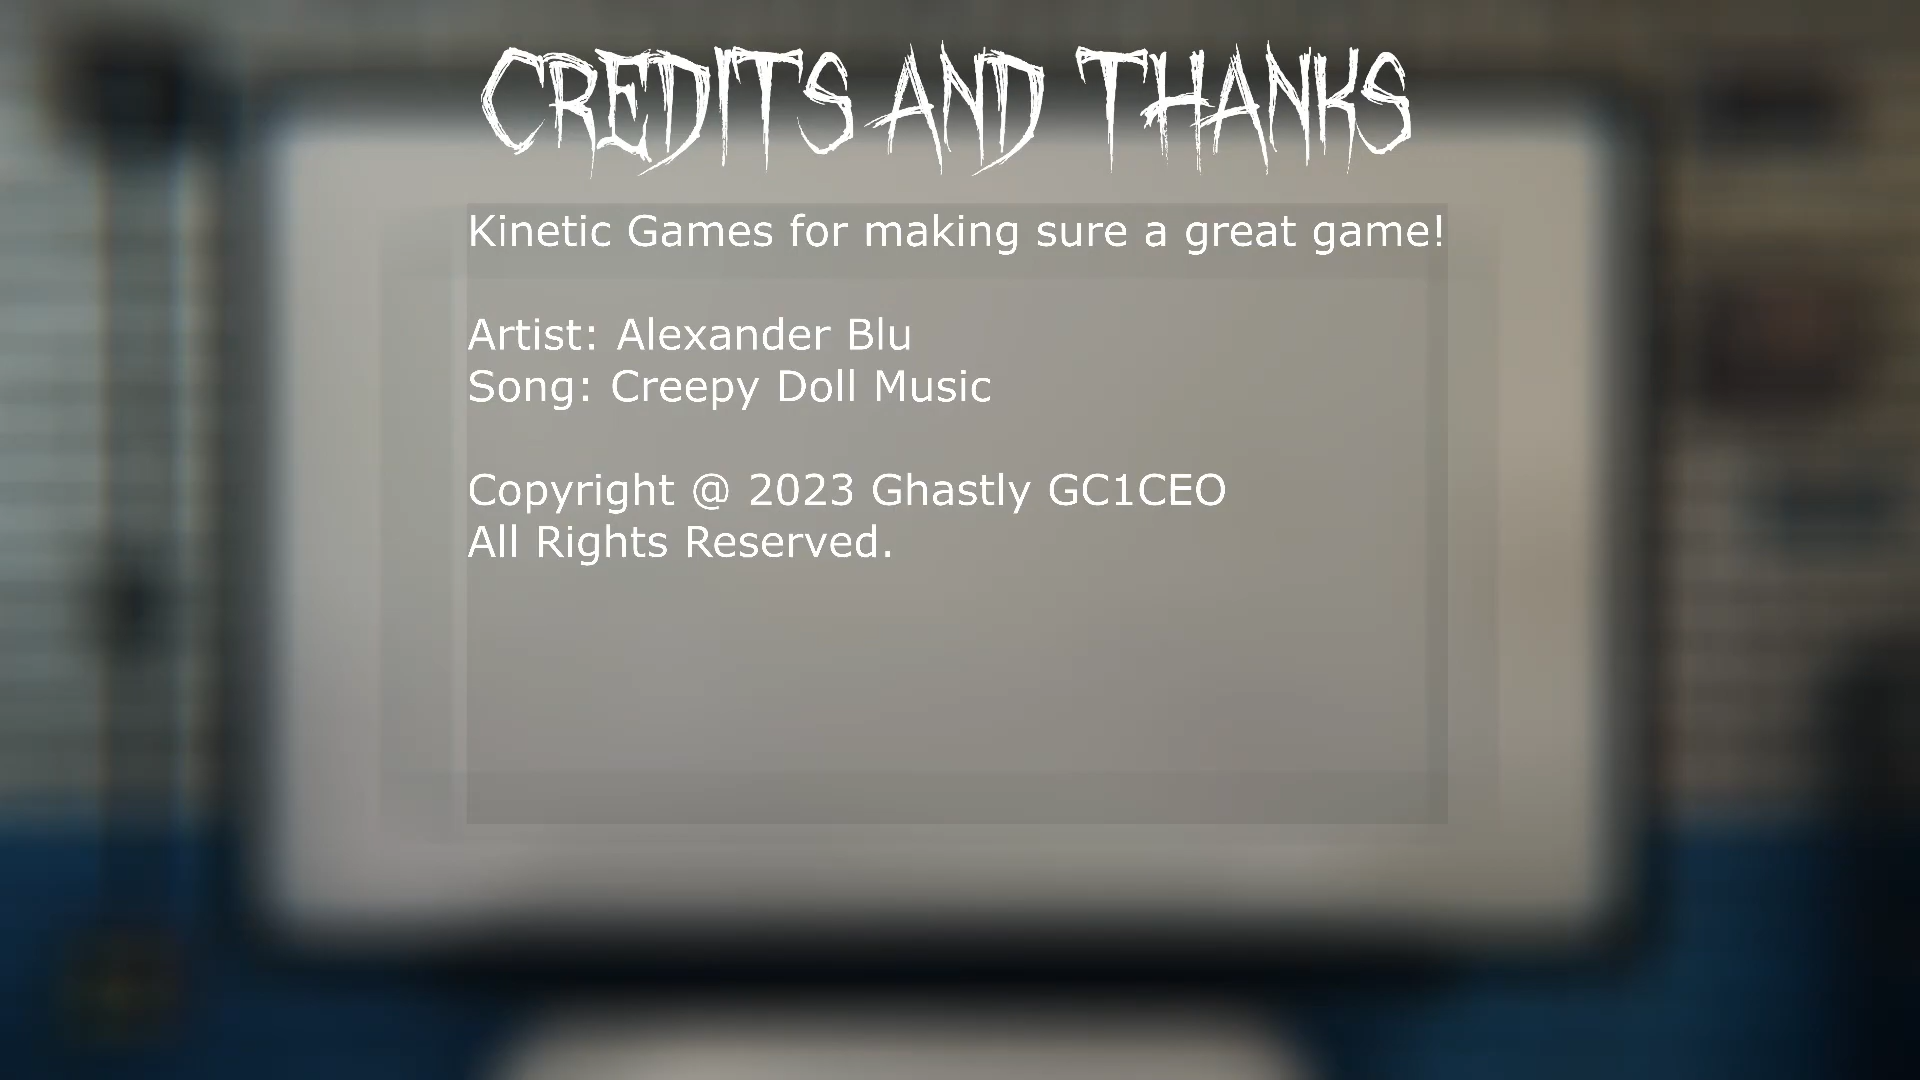 CREDITS AND THANKS
Kinetic Games for making sure a great game!
Artist: Alexander Blu
Song: Creepy Doll Music
Copyright @ 2023 Ghastly GC1CEO
All Rights Reserved.